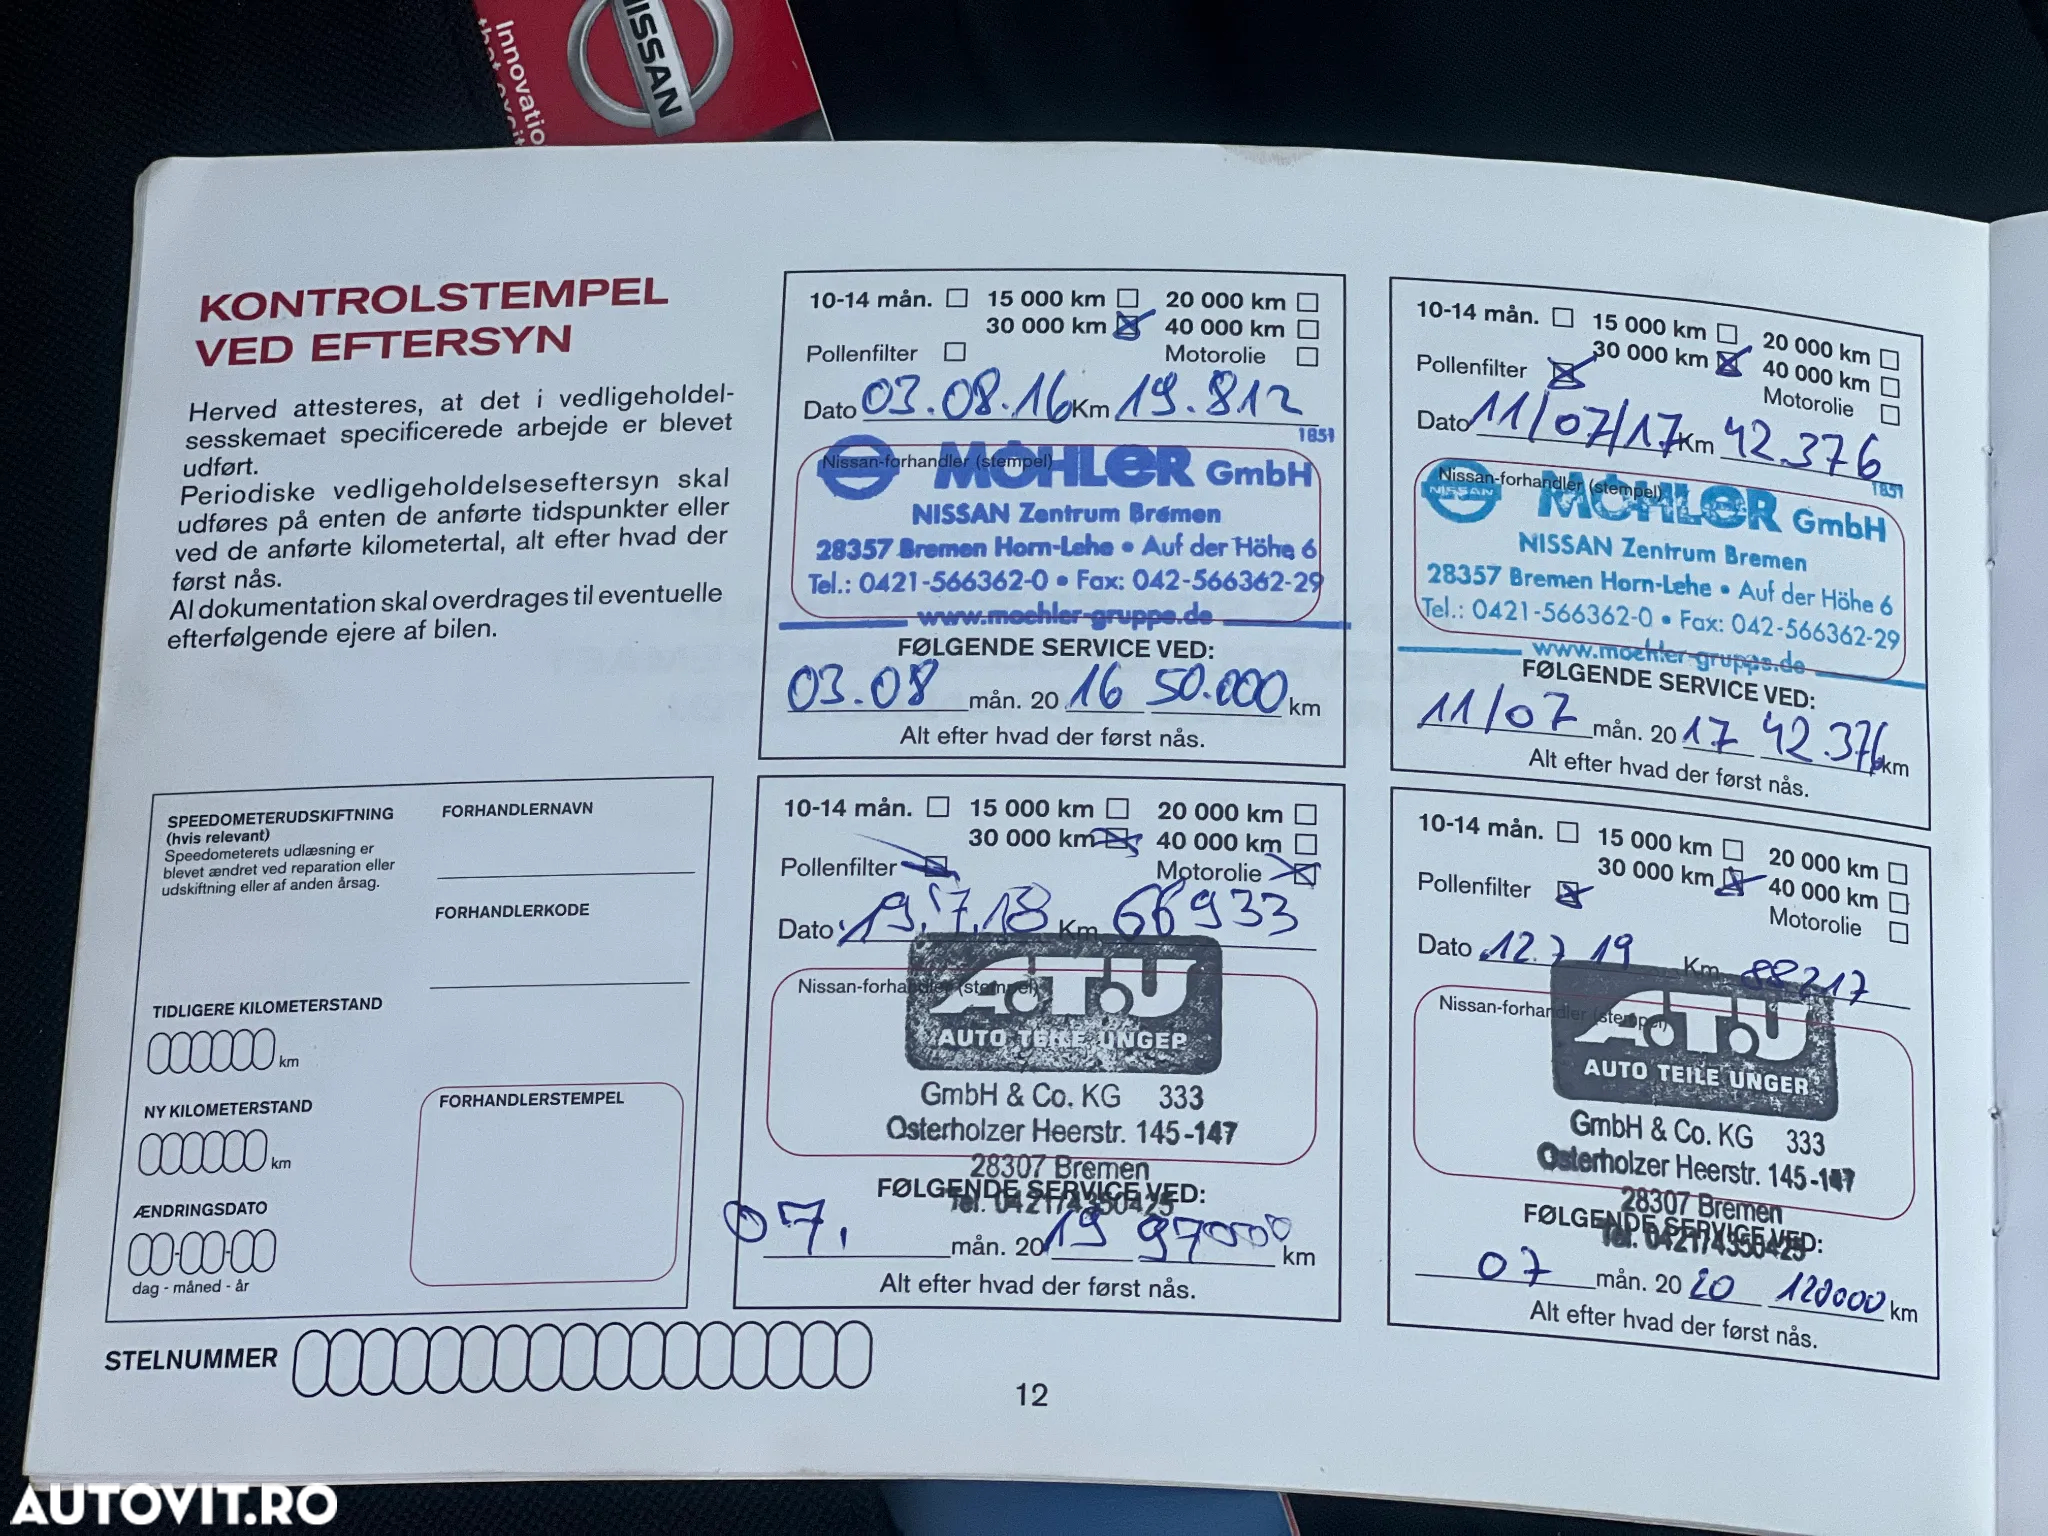 NISSAN
Innovatio
that excit
KONTROLSTEMPEL
VED EFTERSYN
Herved attesteres, at det i vedligeholdel-
sesskemaet specificerede arbejde er blevet
udført.
Periodiske vedligeholdelseseftersyn skal
udføres på enten de anførte tidspunkter eller
ved de anførte kilometertal, alt efter hvad der
først nås.
Al dokumentation skal overdrages til eventuelle
efterfølgende ejere af bilen.
SPEEDOMETERUDSKIFTNING
(hvis relevant)
Speedometerets udlæsning er
blevet ændret ved reparation eller
udskiftning eller af anden årsag.
FORHANDLERNAVN
FORHANDLERKODE
TIDLIGERE KILOMETERSTAND
km
NY KILOMETERSTAND
km
ÆNDRINGSDATO
dag - måned - år
FORHANDLERSTEMPEL
STELNUMMER
10-14 mån. 15 000 km 20 000 km
30 000 km 40 000 km
Pollenfilter Motorolie
Dato 03.08.16 Km 19.812
1851
Nissan-forhandler (stempel)
MÖHLER GmbH
NISSAN Zentrum Bremen
28357 Bremen Horn-Lehe • Auf der Höhe 6
Tel.: 0421-566362-0 • Fax: 042-566362-29
www.moehler-gruppe.de
FØLGENDE SERVICE VED:
03.08 mån. 20 16 50.000 km
Alt efter hvad der først nås.
10-14 mån. 15 000 km 20 000 km
30 000 km 40 000 km
Pollenfilter Motorolie
Dato 11/07/17 Km 42.376
1851
Nissan-forhandler (stempel)
NISSAN
MÖHLER GmbH
NISSAN Zentrum Bremen
28357 Bremen Horn-Lehe • Auf der Höhe 6
Tel.: 0421-566362-0 • Fax: 042-566362-29
www.moehler-gruppe.de
FØLGENDE SERVICE VED:
11/07 mån. 20 17 42.376 km
Alt efter hvad der først nås.
10-14 mån. 15 000 km 20 000 km
30 000 km 40 000 km
Pollenfilter Motorolie
Dato 19.7.18 Km 66933
Nissan-forhandler (stempel)
A.T.U
AUTO TEILE UNGER
GmbH & Co. KG 333
Osterholzer Heerstr. 145-147
28307 Bremen
FØLGENDE SERVICE VED:
Tel. 0421/4350425
07. mån. 20 19 97000 km
Alt efter hvad der først nås.
10-14 mån. 15 000 km 20 000 km
30 000 km 40 000 km
Pollenfilter Motorolie
Dato 12.7 19 Km 88217
Nissan-forhandler (stempel)
A.T.U
AUTO TEILE UNGER
GmbH & Co. KG 333
Osterholzer Heerstr. 145-147
28307 Bremen
FØLGENDE SERVICE VED:
Tel. 0421/4350425
07 mån. 20 20 120000 km
Alt efter hvad der først nås.
12
AUTOVIT.RO